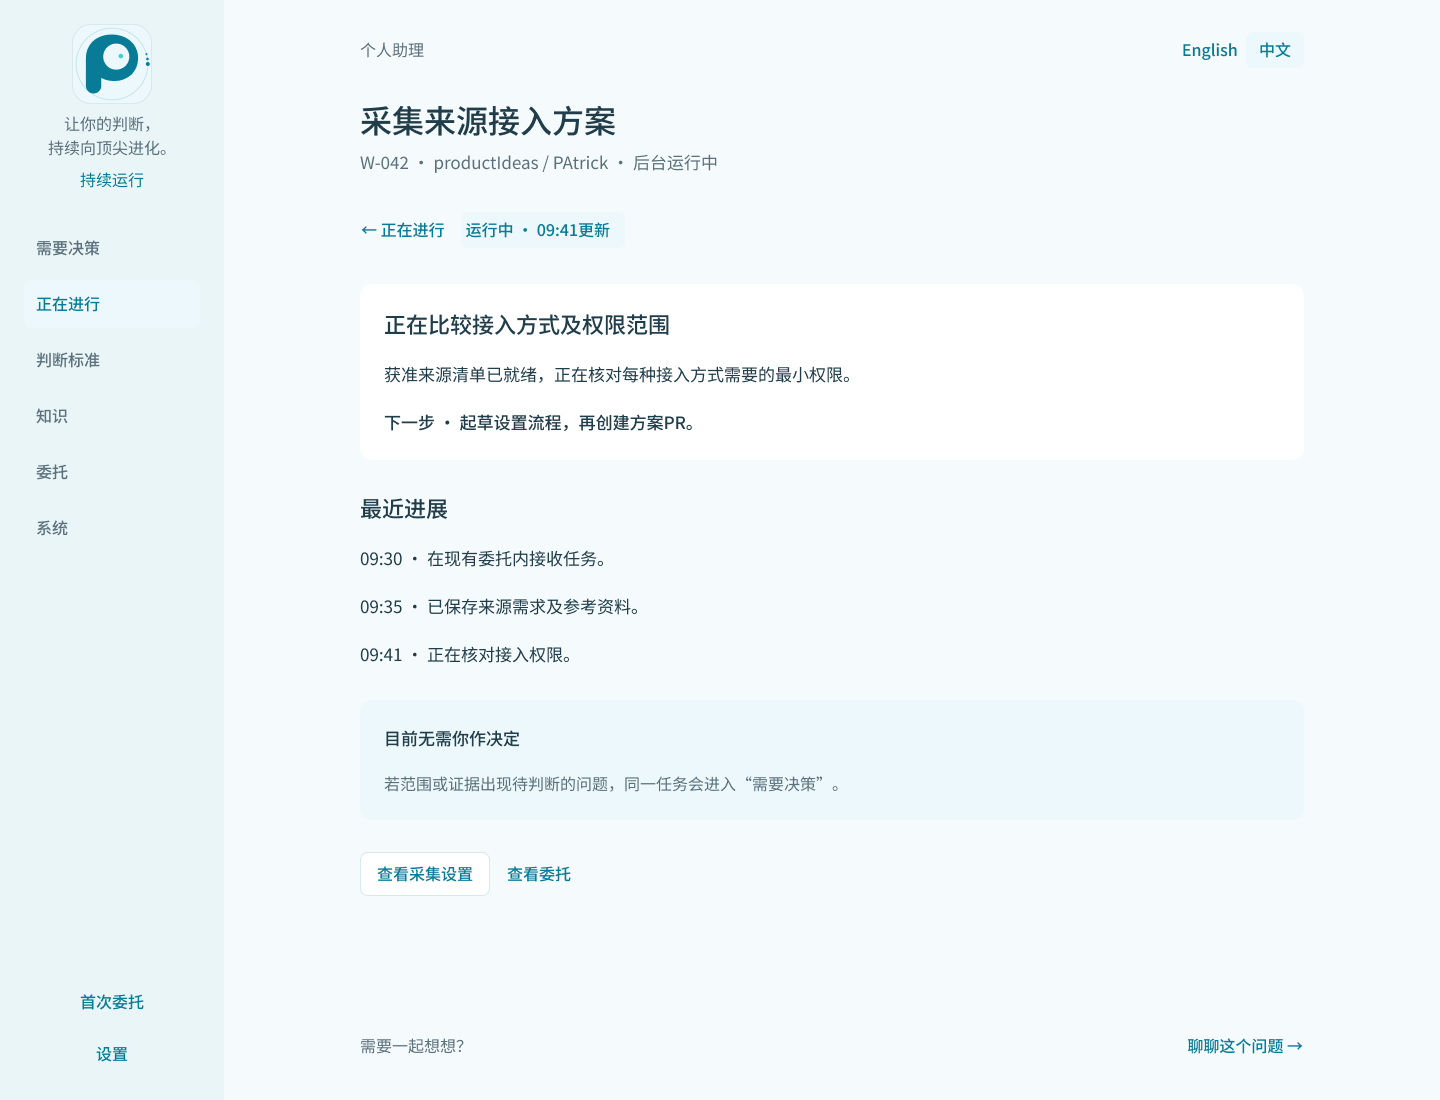 让你的判断，
持续向顶尖进化。
持续运行
需要决策
正在进行
判断标准
知识
委托
系统
首次委托
设置
个人助理
English 中文
采集来源接入方案
W-042 · productIdeas / PAtrick · 后台运行中
← 正在进行 运行中 · 09:41更新
正在比较接入方式及权限范围
获准来源清单已就绪，正在核对每种接入方式需要的最小权限。
下一步 · 起草设置流程，再创建方案PR。
最近进展
09:30 · 在现有委托内接收任务。
09:35 · 已保存来源需求及参考资料。
09:41 · 正在核对接入权限。
目前无需你作决定
若范围或证据出现待判断的问题，同一任务会进入“需要决策”。
查看采集设置 查看委托
需要一起想想？ 聊聊这个问题 →